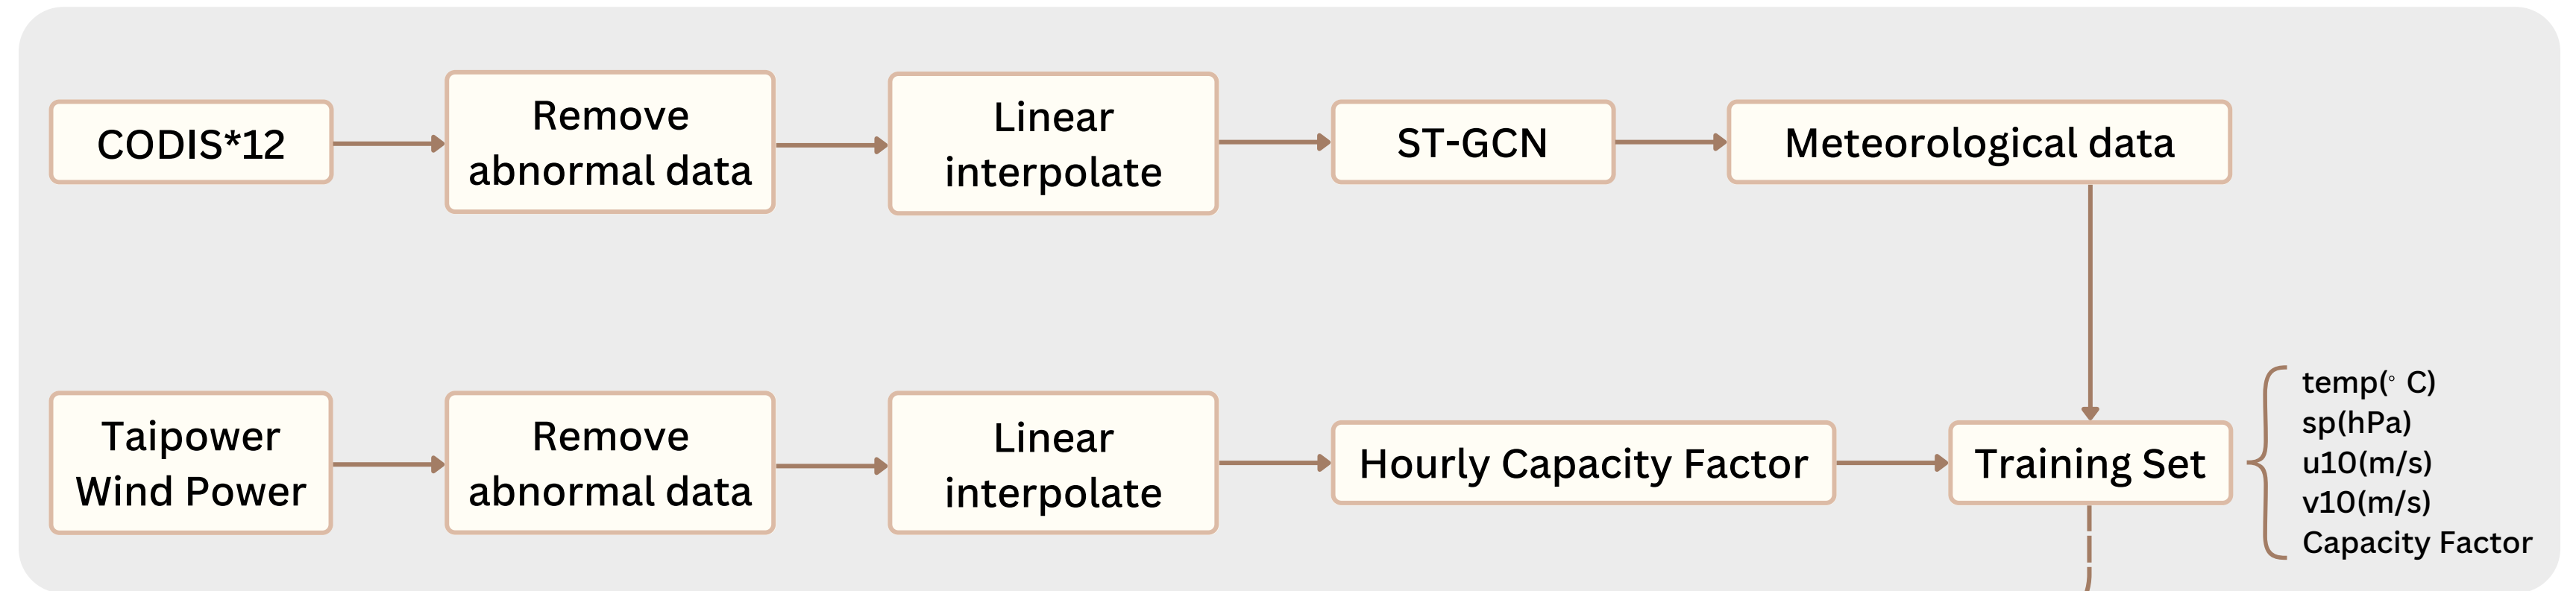 CODIS*12
Remove
abnormal data
Linear
interpolate
ST-GCN
Meteorological data
Taipower
Wind Power
Remove
abnormal data
Linear
interpolate
Hourly Capacity Factor
Training Set
temp(° C)
sp(hPa)
u10(m/s)
v10(m/s)
Capacity Factor